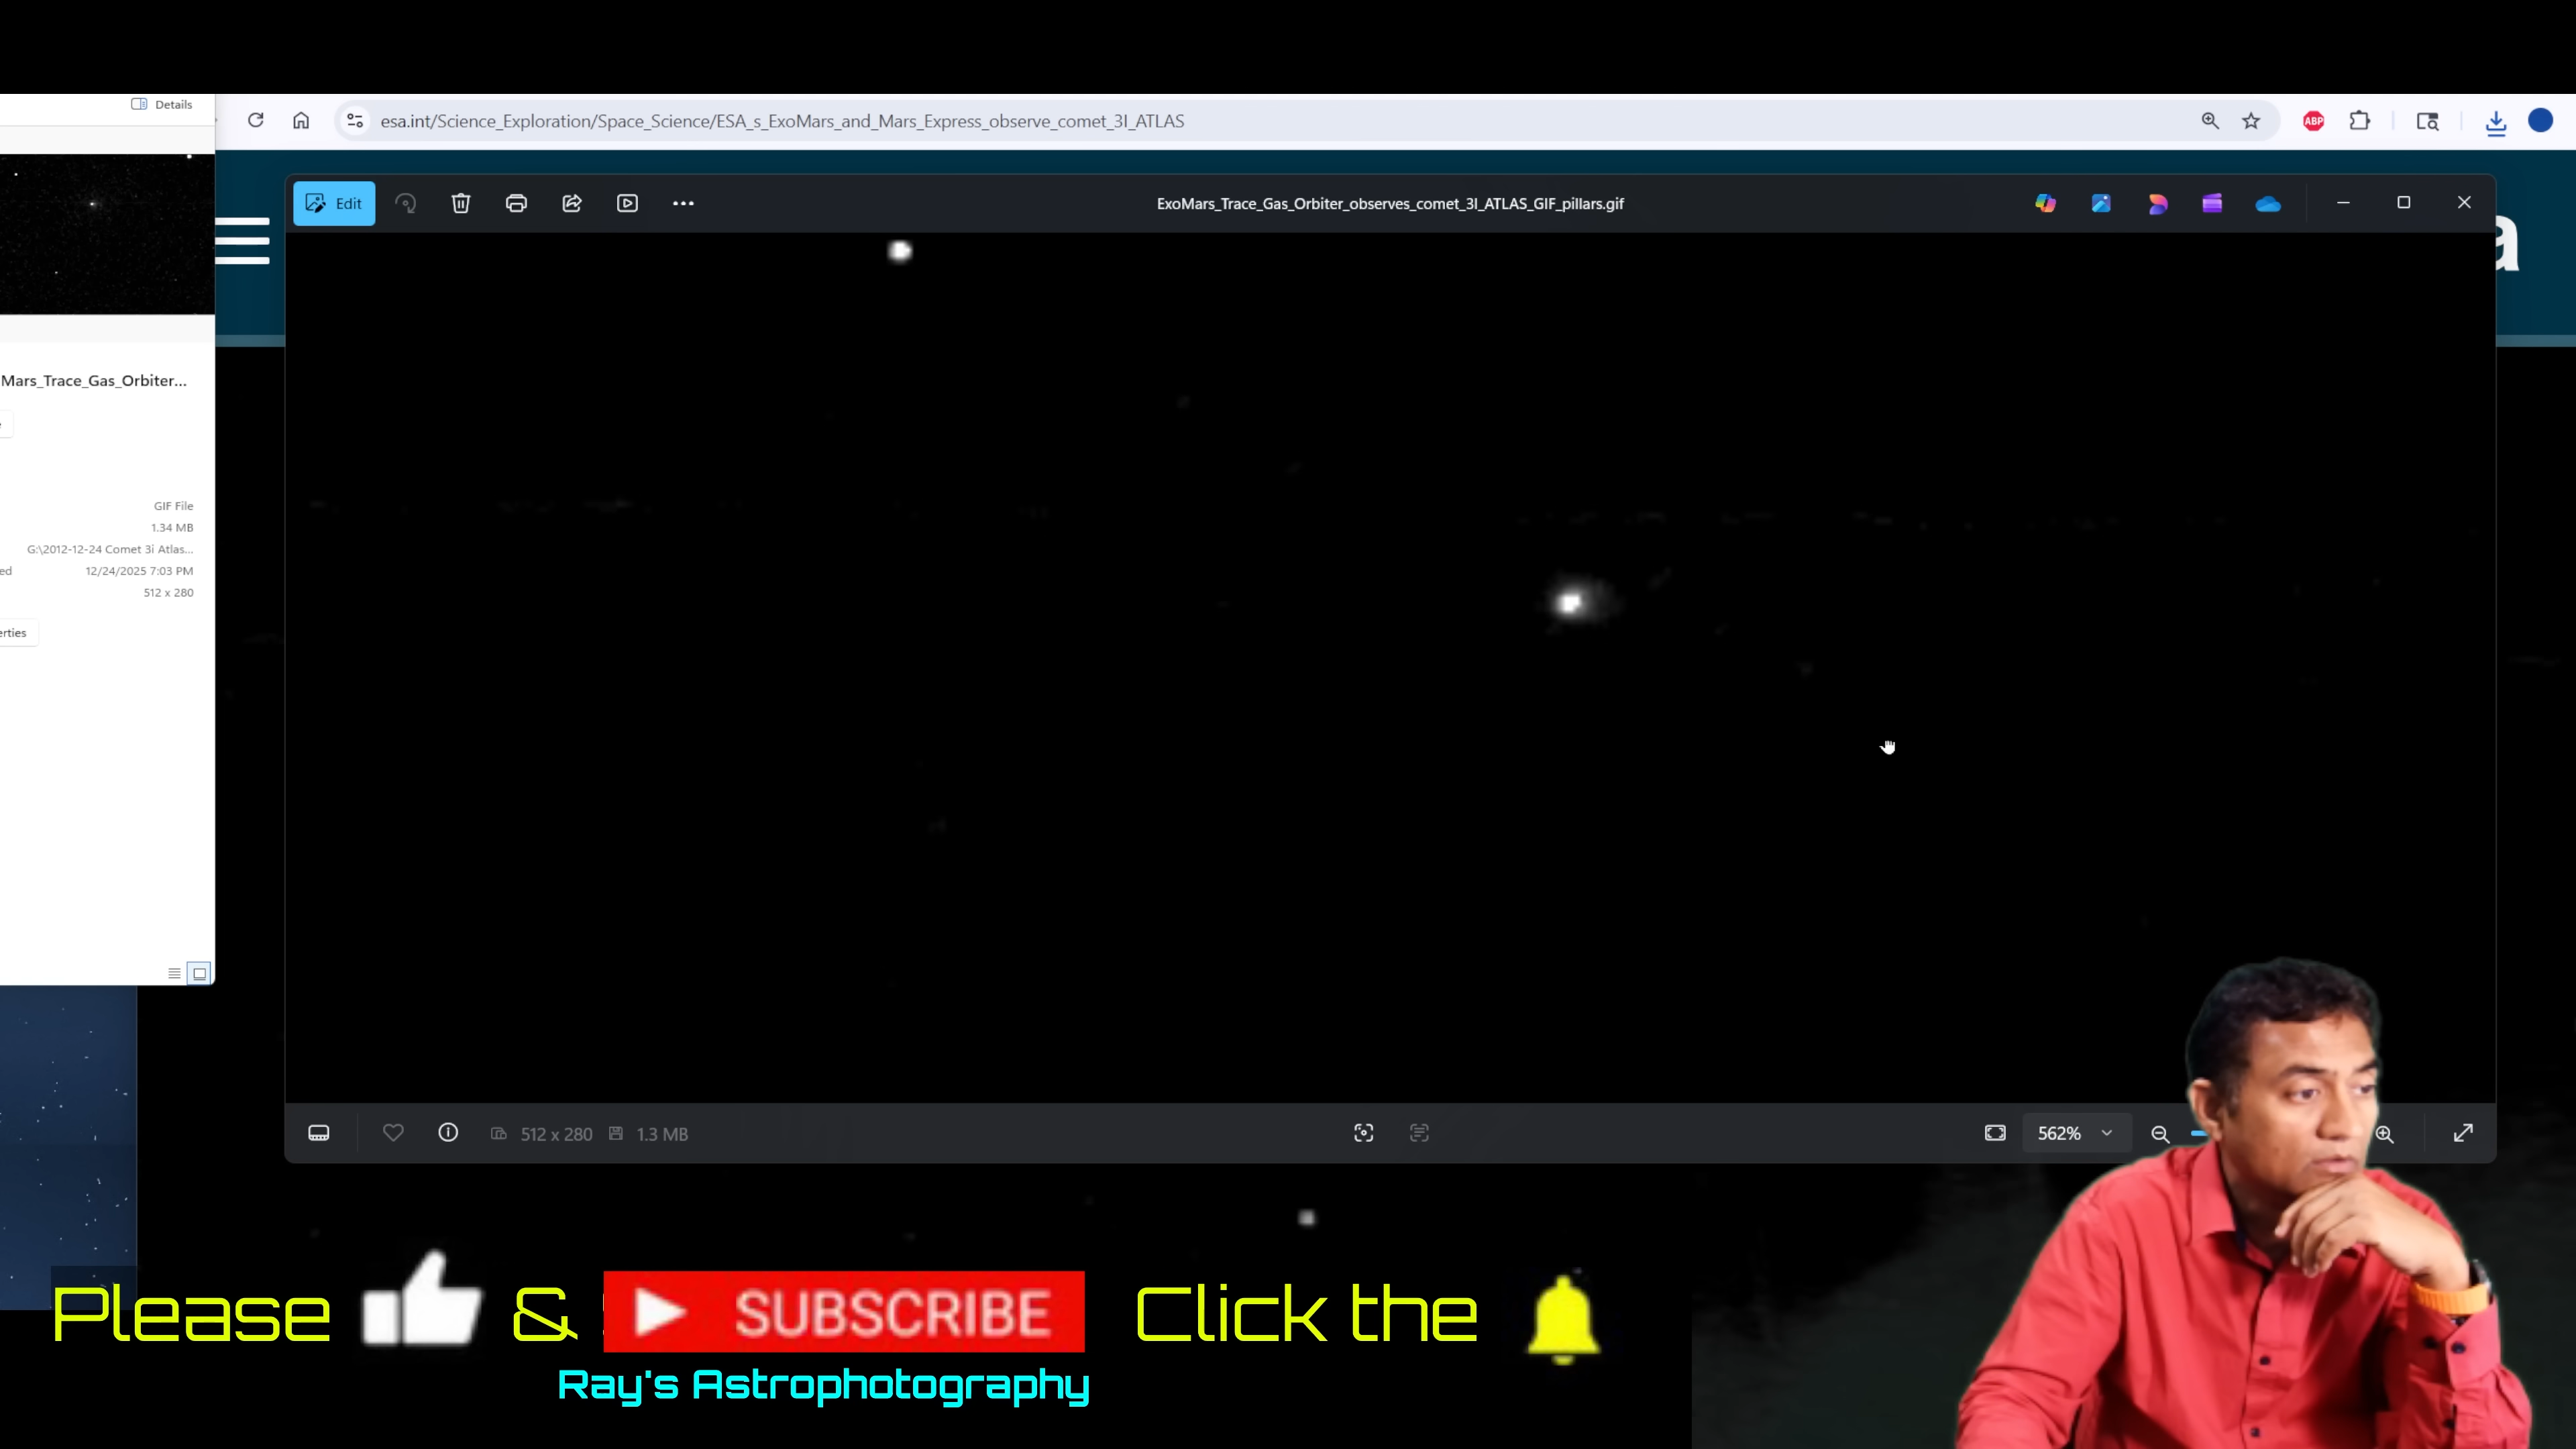 Details
esa.int/Science_Exploration/Space_Science/ESA_s_ExoMars_and_Mars_Express_observe_comet_3I_ATLAS
ABP
Edit
ExoMars_Trace_Gas_Orbiter_observes_comet_3I_ATLAS_GIF_pillars.gif
a
Mars_Trace_Gas_Orbiter...
GIF File
1.34 MB
G:\2012-12-24 Comet 3i Atlas...
ed 12/24/2025 7:03 PM
512 x 280
erties
512 x 280 1.3 MB
562%
Please & SUBSCRIBE Click the
Ray's Astrophotography